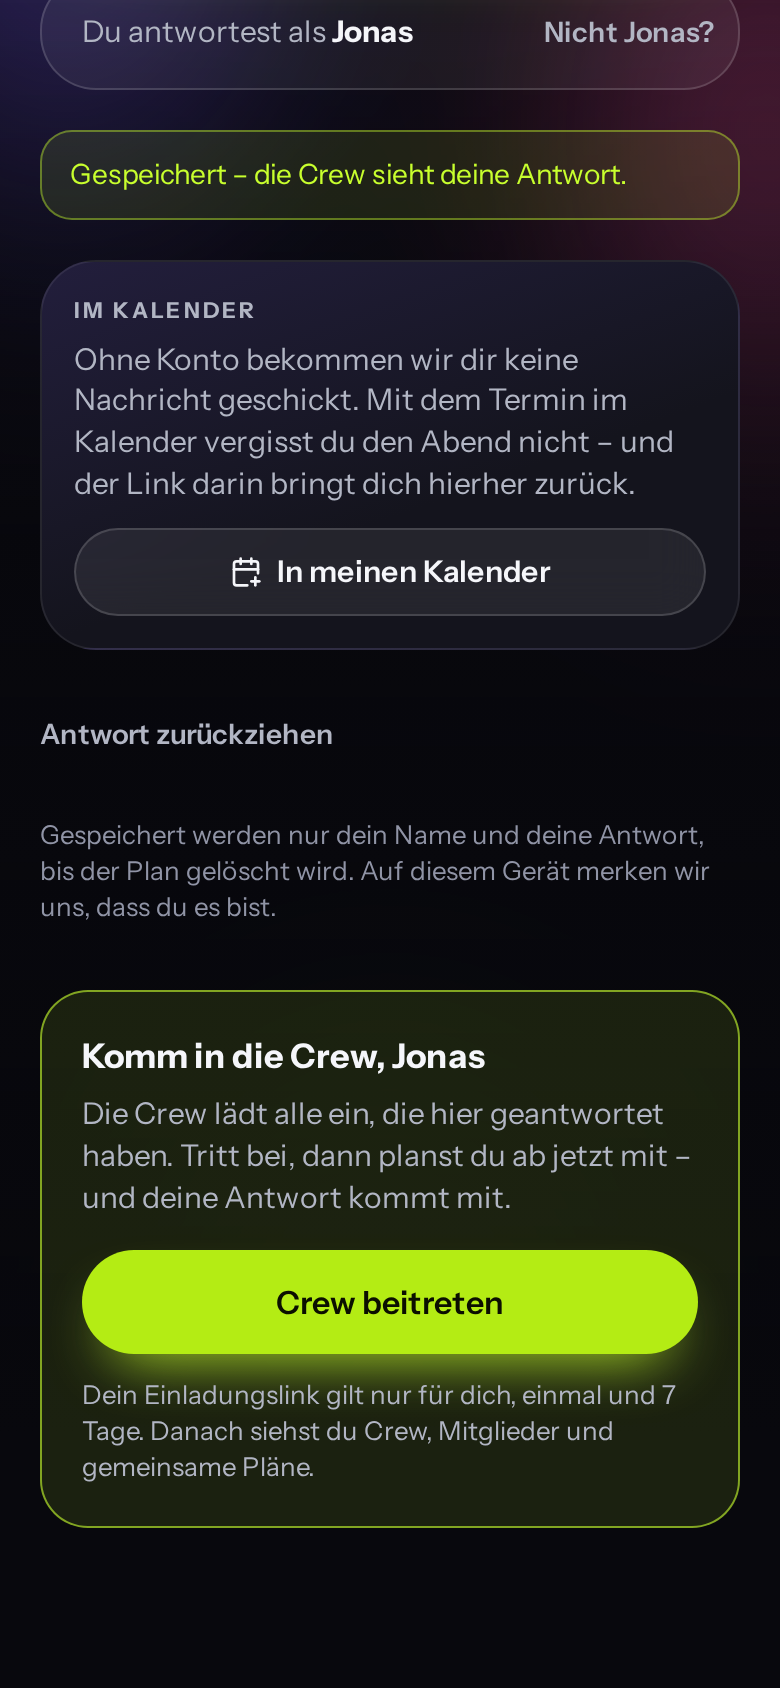 Du antwortest als Jonas Nicht Jonas?
Gespeichert – die Crew sieht deine Antwort.
IM KALENDER
Ohne Konto bekommen wir dir keine
Nachricht geschickt. Mit dem Termin im
Kalender vergisst du den Abend nicht – und
der Link darin bringt dich hierher zurück.
In meinen Kalender
Antwort zurückziehen
Gespeichert werden nur dein Name und deine Antwort,
bis der Plan gelöscht wird. Auf diesem Gerät merken wir
uns, dass du es bist.
Komm in die Crew, Jonas
Die Crew lädt alle ein, die hier geantwortet
haben. Tritt bei, dann planst du ab jetzt mit –
und deine Antwort kommt mit.
Crew beitreten
Dein Einladungslink gilt nur für dich, einmal und 7
Tage. Danach siehst du Crew, Mitglieder und
gemeinsame Pläne.